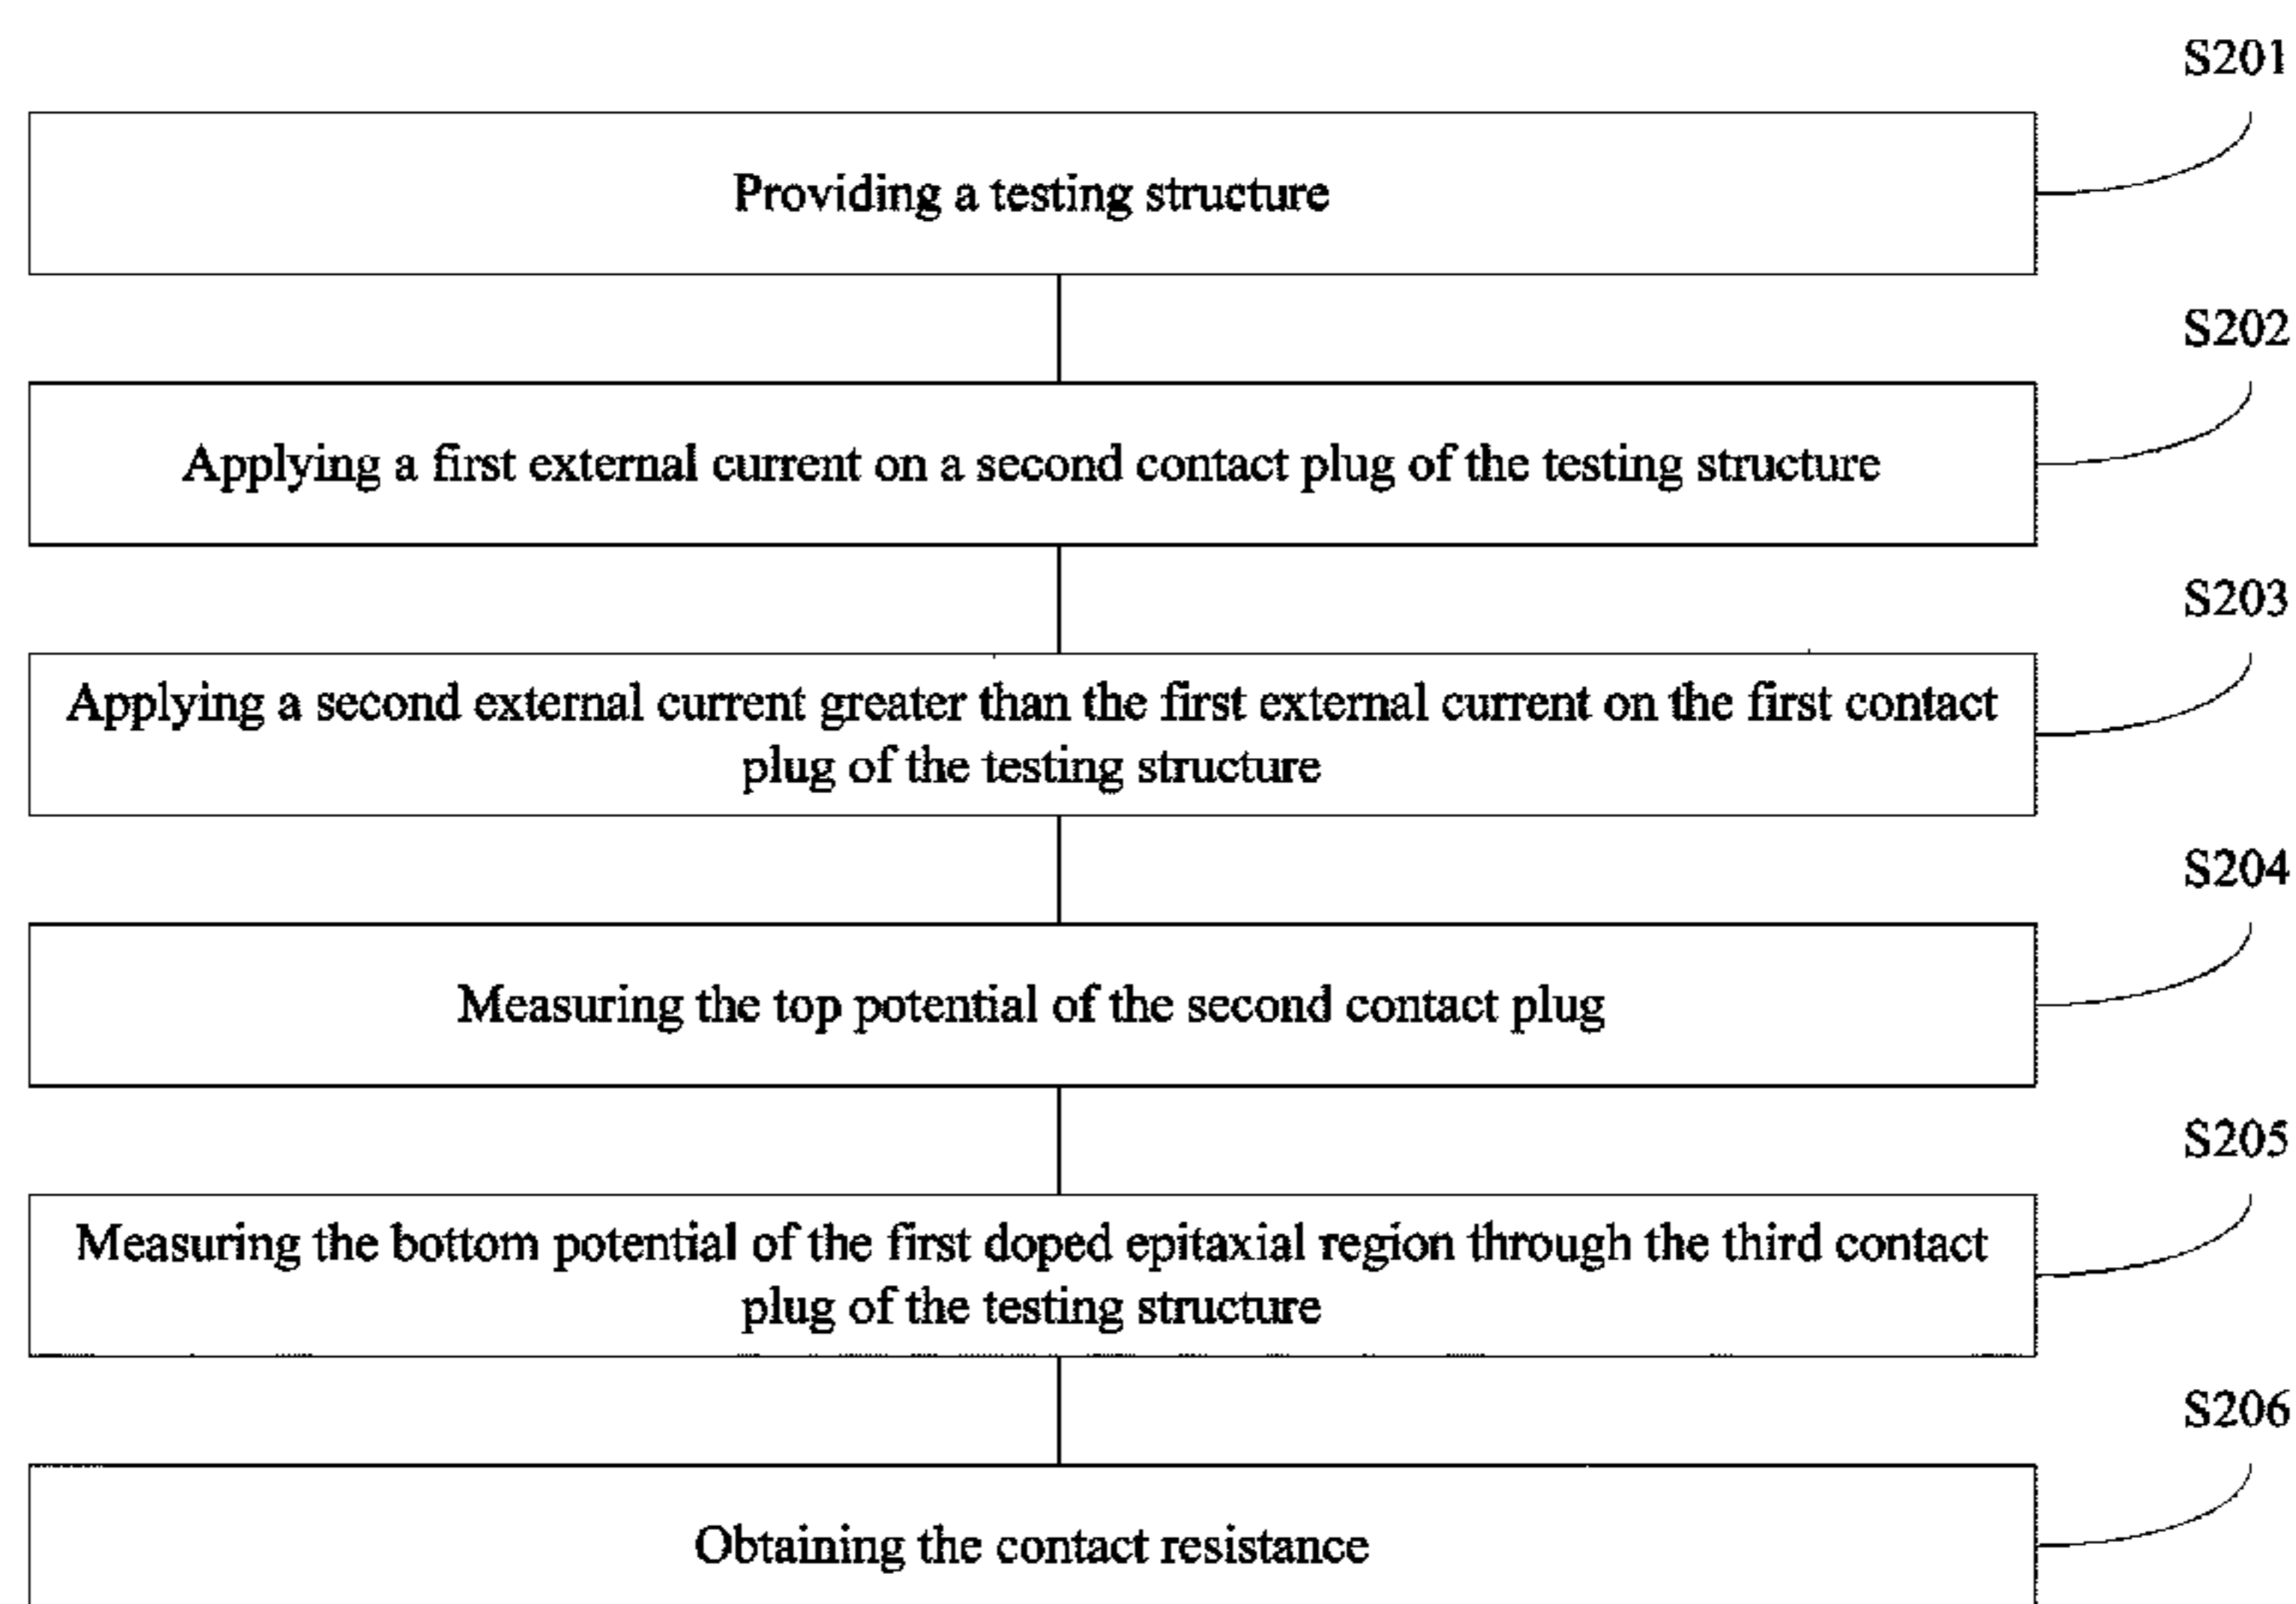 S201
Providing a testing structure
S202
Applying a first external current on a second contact plug of the testing structure
S203
Applying a second external current greater than the first external current on the first contact
plug of the testing structure
S204
Measuring the top potential of the second contact plug
S205
Measuring the bottom potential of the first doped epitaxial region through the third contact
plug of the testing structure
S206
Obtaining the contact resistance